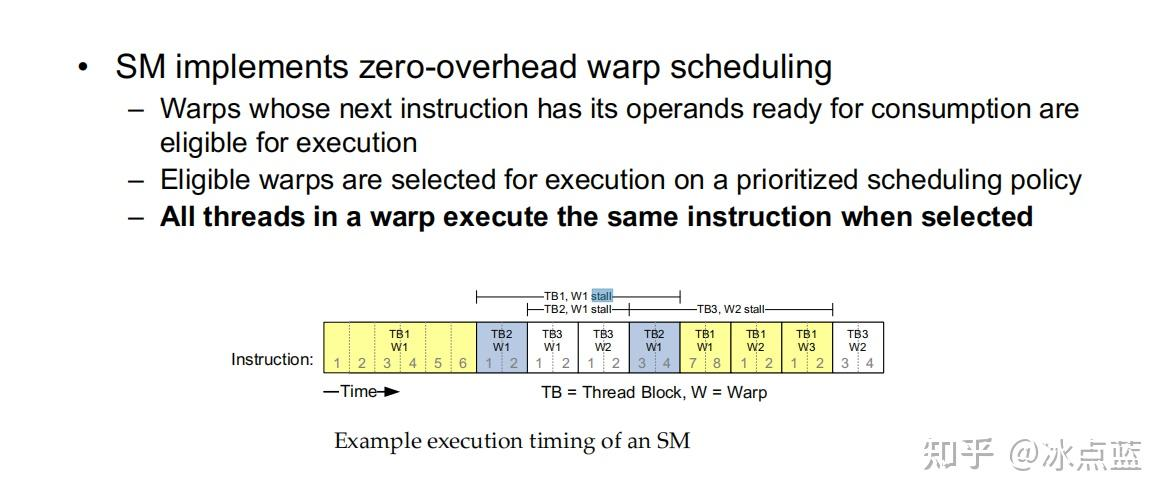 • SM implements zero-overhead warp scheduling
– Warps whose next instruction has its operands ready for consumption are
eligible for execution
– Eligible warps are selected for execution on a prioritized scheduling policy
– All threads in a warp execute the same instruction when selected
TB1, W1 stall
TB2, W1 stall TB3, W2 stall
TB1 TB2 TB3 TB3 TB2 TB1 TB1 TB1 TB3
W1 W1 W1 W2 W1 W1 W2 W3 W2
Instruction: 1 2 3 4 5 6 1 2 1 2 1 2 3 4 7 8 1 2 1 2 3 4
Time
TB = Thread Block, W = Warp
Example execution timing of an SM
知乎 @冰点蓝